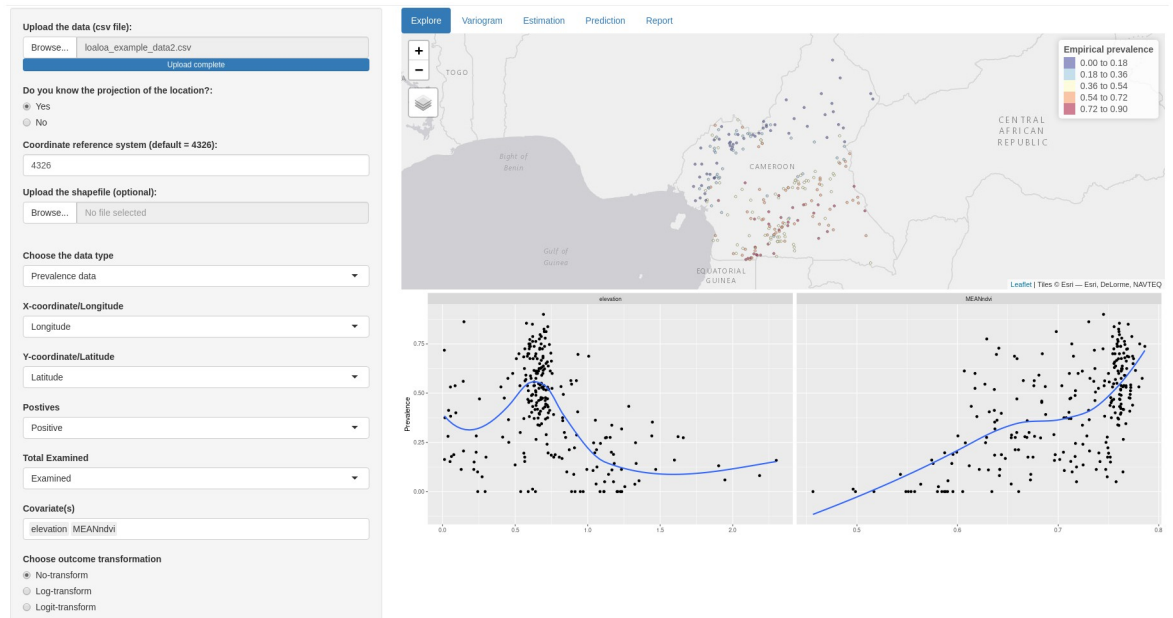 Upload the data (csv file):
Browse... loaloa_example_data2.csv
Upload complete
Do you know the projection of the location?:
Yes
No
Coordinate reference system (default = 4326):
4326
Upload the shapefile (optional):
Browse... No file selected
Choose the data type
Prevalence data
X-coordinate/Longitude
Longitude
Y-coordinate/Latitude
Latitude
Postives
Positive
Total Examined
Examined
Covariate(s)
elevation MEANndvi
Choose outcome transformation
No-transform
Log-transform
Logit-transform
Explore Variogram Estimation Prediction Report
+
−
TOGO
Bight of
Benin
CAMEROON
CENTRAL
AFRICAN
REPUBLIC
Gulf of
Guinea
EQUATORIAL
GUINEA
Empirical prevalence
0.00 to 0.18
0.18 to 0.36
0.36 to 0.54
0.54 to 0.72
0.72 to 0.90
Leaflet | Tiles © Esri — Esri, DeLorme, NAVTEQ
elevation MEANndvi
Prevalence
0.75
0.50
0.25
0.00
0.0 0.5 1.0 1.5 2.0 0.5 0.6 0.7 0.8